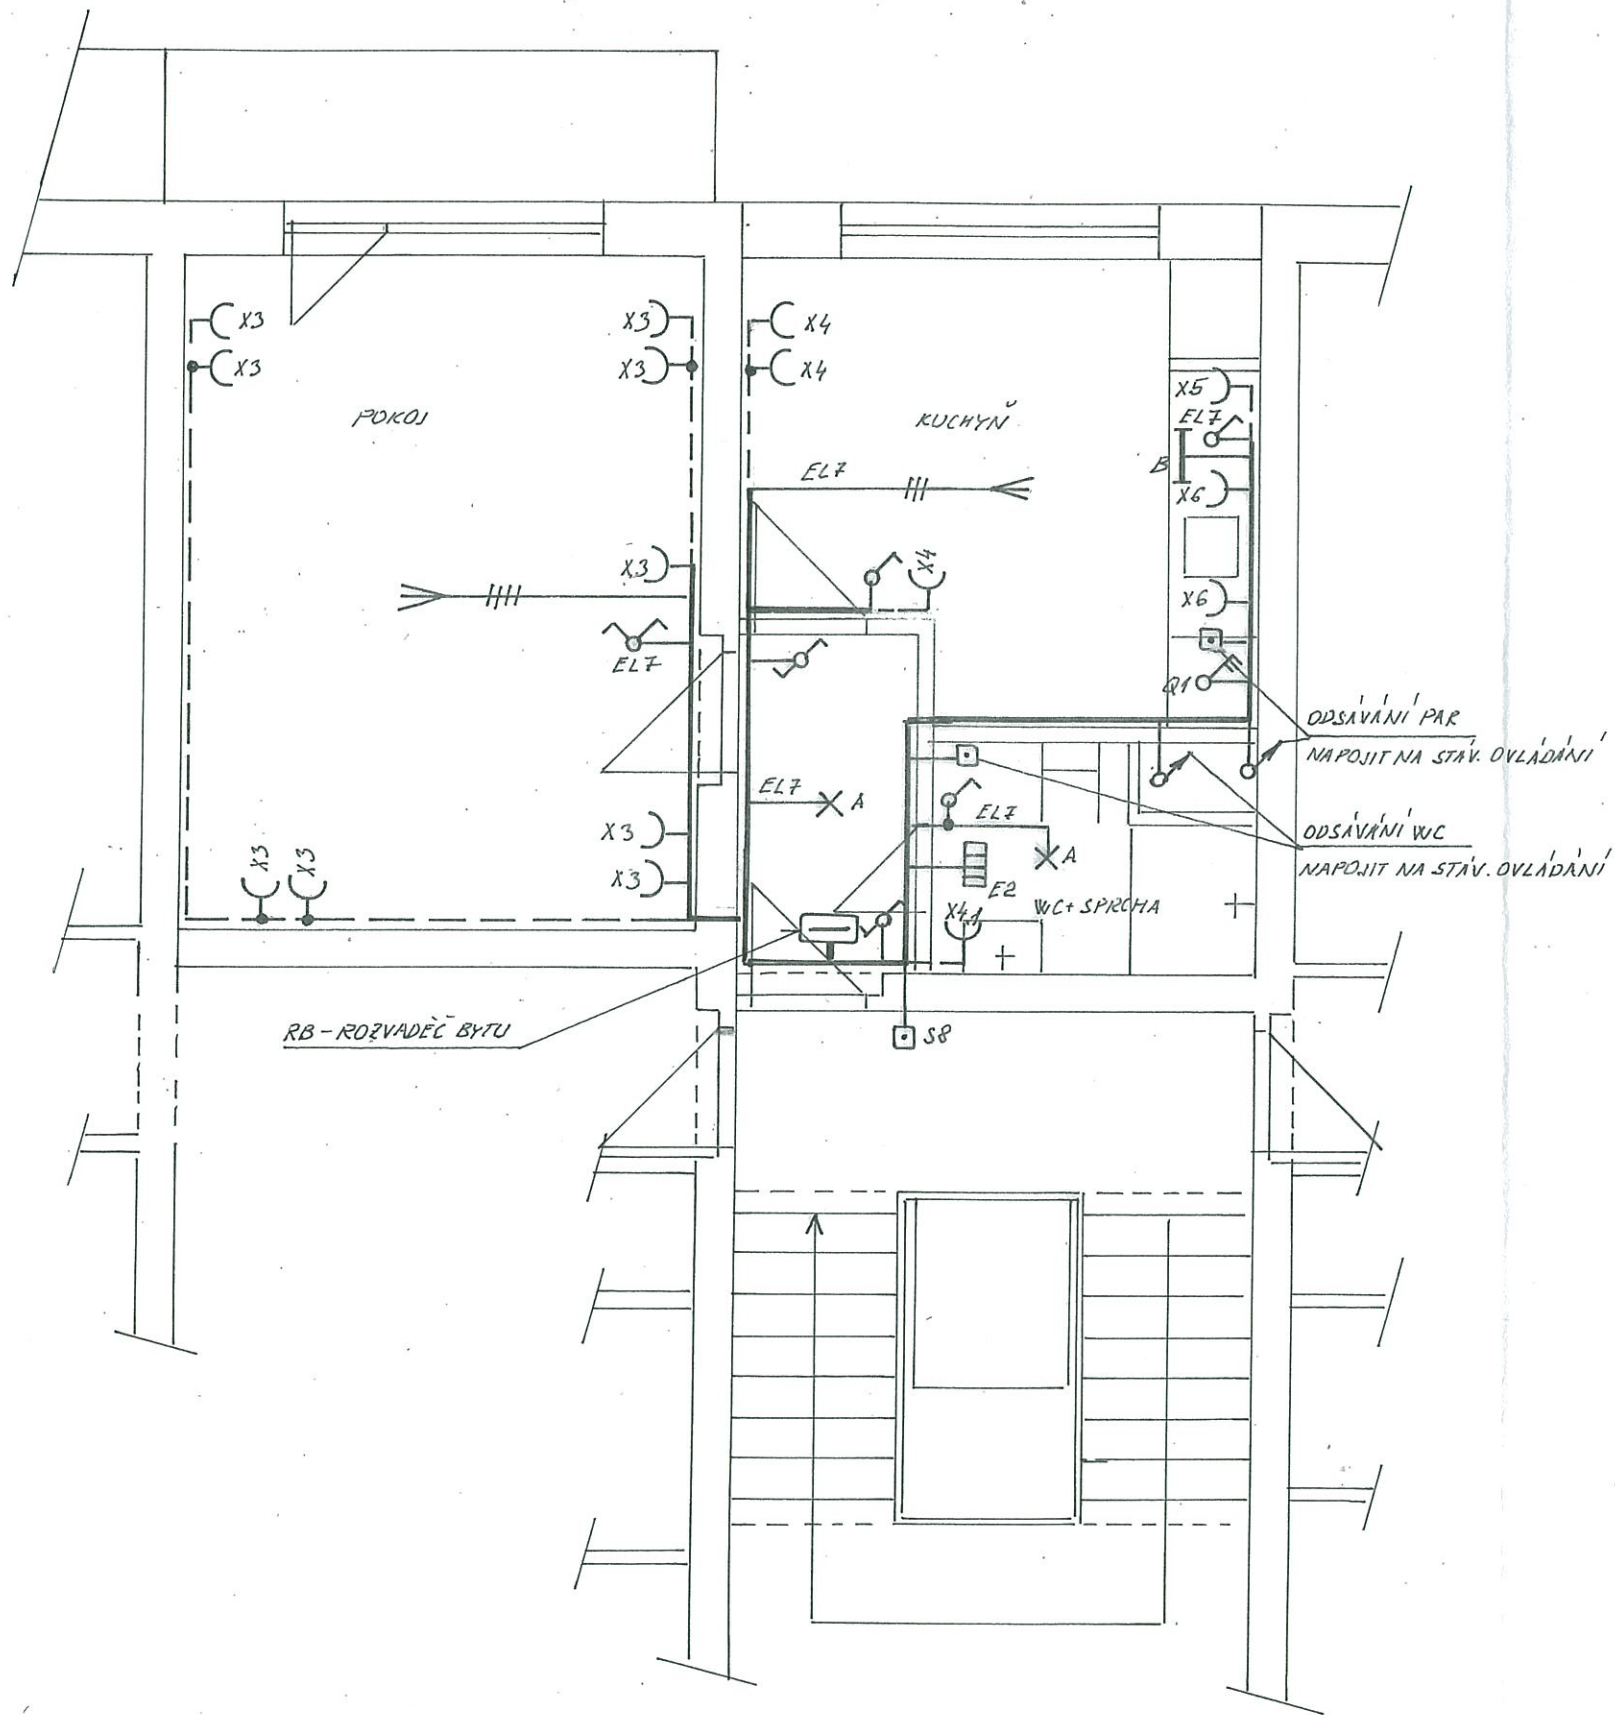 X3
X3
X3
X3
X4
X4
POKOJ
KUCHYŇ
X5
EL7
B
X6
EL7
X3
X4
X6
EL7
Q1
ODSÁVÁNÍ PAR
NAPOJIT NA STÁV. OVLÁDÁNÍ
EL7
A
EL7
A
X3
X3
X3
X3
E2
X41
WC+SPRCHA
ODSÁVÁNÍ WC
NAPOJIT NA STÁV. OVLÁDÁNÍ
RB-ROZVADĚČ BYTU
S8